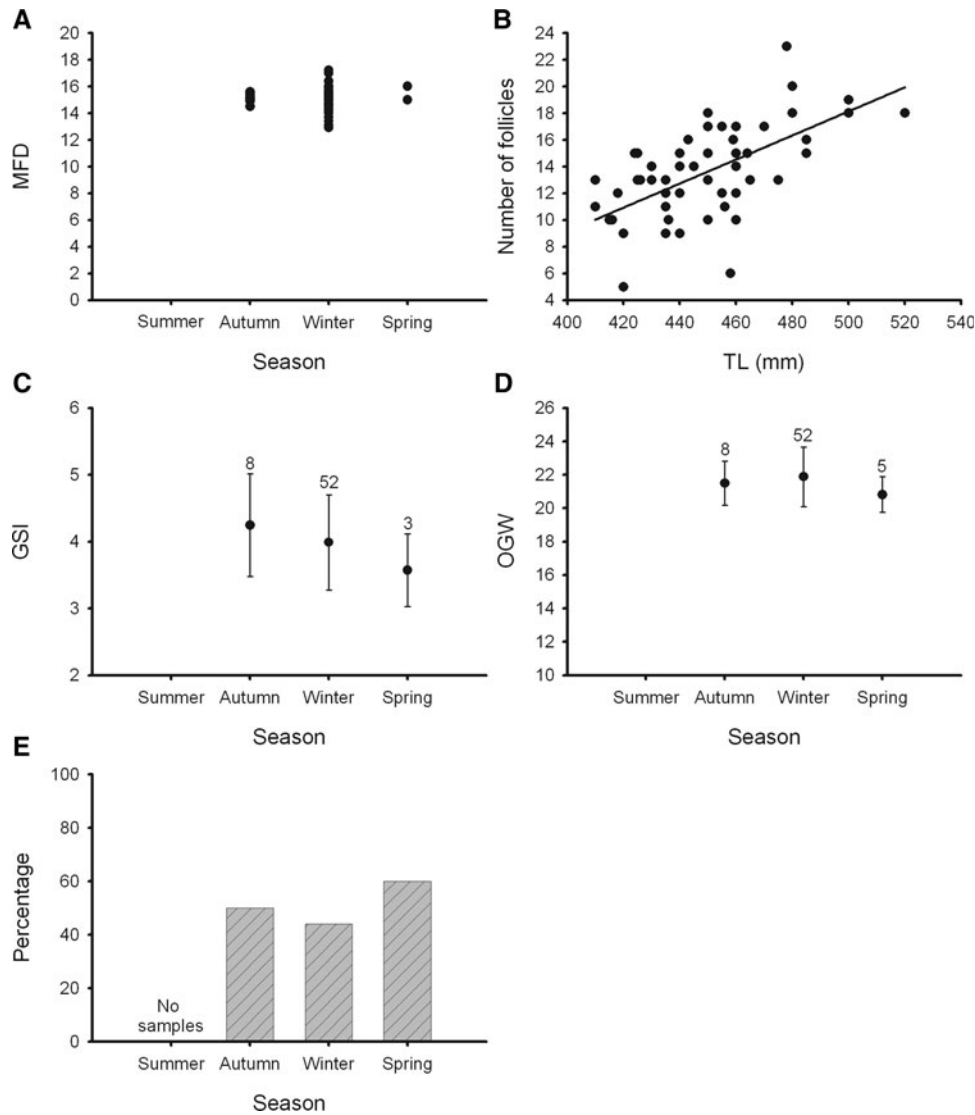 A
20
18
16
14
12
10
8
6
4
2
0
MFD
Summer Autumn Winter Spring
Season
B
24
22
20
18
16
14
12
10
8
6
4
Number of follicles
400 420 440 460 480 500 520 540
TL (mm)
C
6
5
4
3
2
GSI
8
52
3
Summer Autumn Winter Spring
Season
D
26
24
22
20
18
16
14
12
10
OGW
8
52
5
Summer Autumn Winter Spring
Season
E
100
80
60
40
20
0
Percentage
No
samples
Summer Autumn Winter Spring
Season